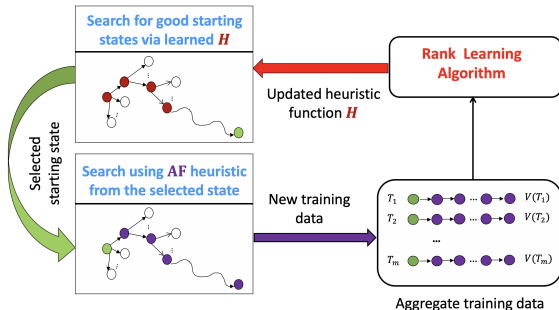 Search for good starting
states via learned H
Rank Learning
Algorithm
Updated heuristic
function H
Selected
starting state
Search using AF heuristic
from the selected state
New training
data
T₁ ... V(T₁)
T₂ ... V(T₂)
...
Tₘ ... V(Tₘ)
Aggregate training data